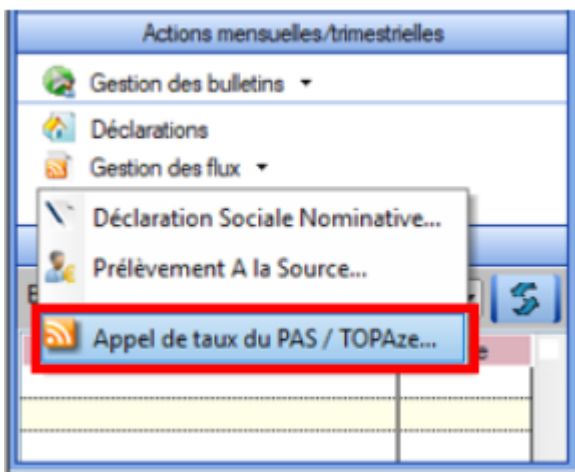 Actions mensuelles/trimestrielles
Gestion des bulletins
Déclarations
Gestion des flux
Déclaration Sociale Nominative...
Prélèvement A la Source...
Appel de taux du PAS / TOPAze...